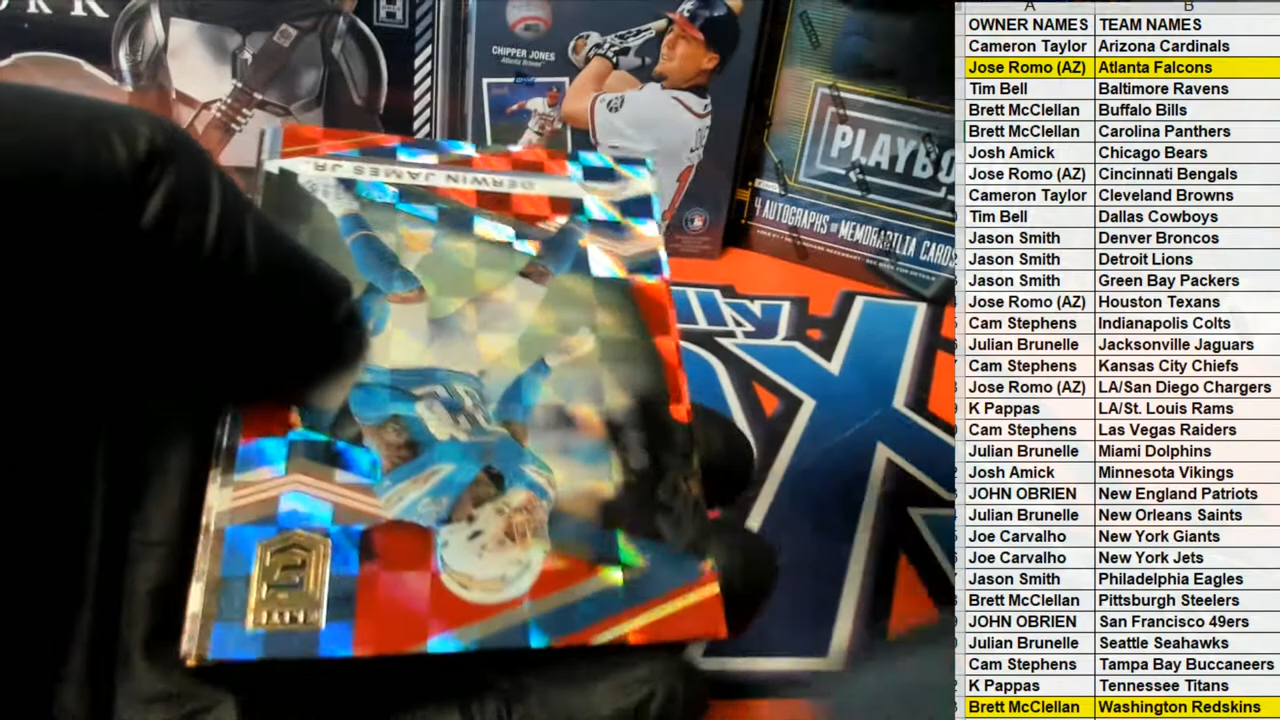 A B
OWNER NAMES TEAM NAMES
Cameron Taylor Arizona Cardinals
Jose Romo (AZ) Atlanta Falcons
Tim Bell Baltimore Ravens
Brett McClellan Buffalo Bills
Brett McClellan Carolina Panthers
Josh Amick Chicago Bears
Jose Romo (AZ) Cincinnati Bengals
Cameron Taylor Cleveland Browns
Tim Bell Dallas Cowboys
Jason Smith Denver Broncos
Jason Smith Detroit Lions
Jason Smith Green Bay Packers
Jose Romo (AZ) Houston Texans
Cam Stephens Indianapolis Colts
Julian Brunelle Jacksonville Jaguars
Cam Stephens Kansas City Chiefs
Jose Romo (AZ) LA/San Diego Chargers
K Pappas LA/St. Louis Rams
Cam Stephens Las Vegas Raiders
Julian Brunelle Miami Dolphins
Josh Amick Minnesota Vikings
JOHN OBRIEN New England Patriots
Julian Brunelle New Orleans Saints
Joe Carvalho New York Giants
Joe Carvalho New York Jets
Jason Smith Philadelphia Eagles
Brett McClellan Pittsburgh Steelers
JOHN OBRIEN San Francisco 49ers
Julian Brunelle Seattle Seahawks
Cam Stephens Tampa Bay Buccaneers
K Pappas Tennessee Titans
Brett McClellan Washington Redskins
CHIPPER JONES
Atlanta Braves
PLAYBO
4 AUTOGRAPHS OR MEMORABILIA CARDS
DERWIN JAMES JR.